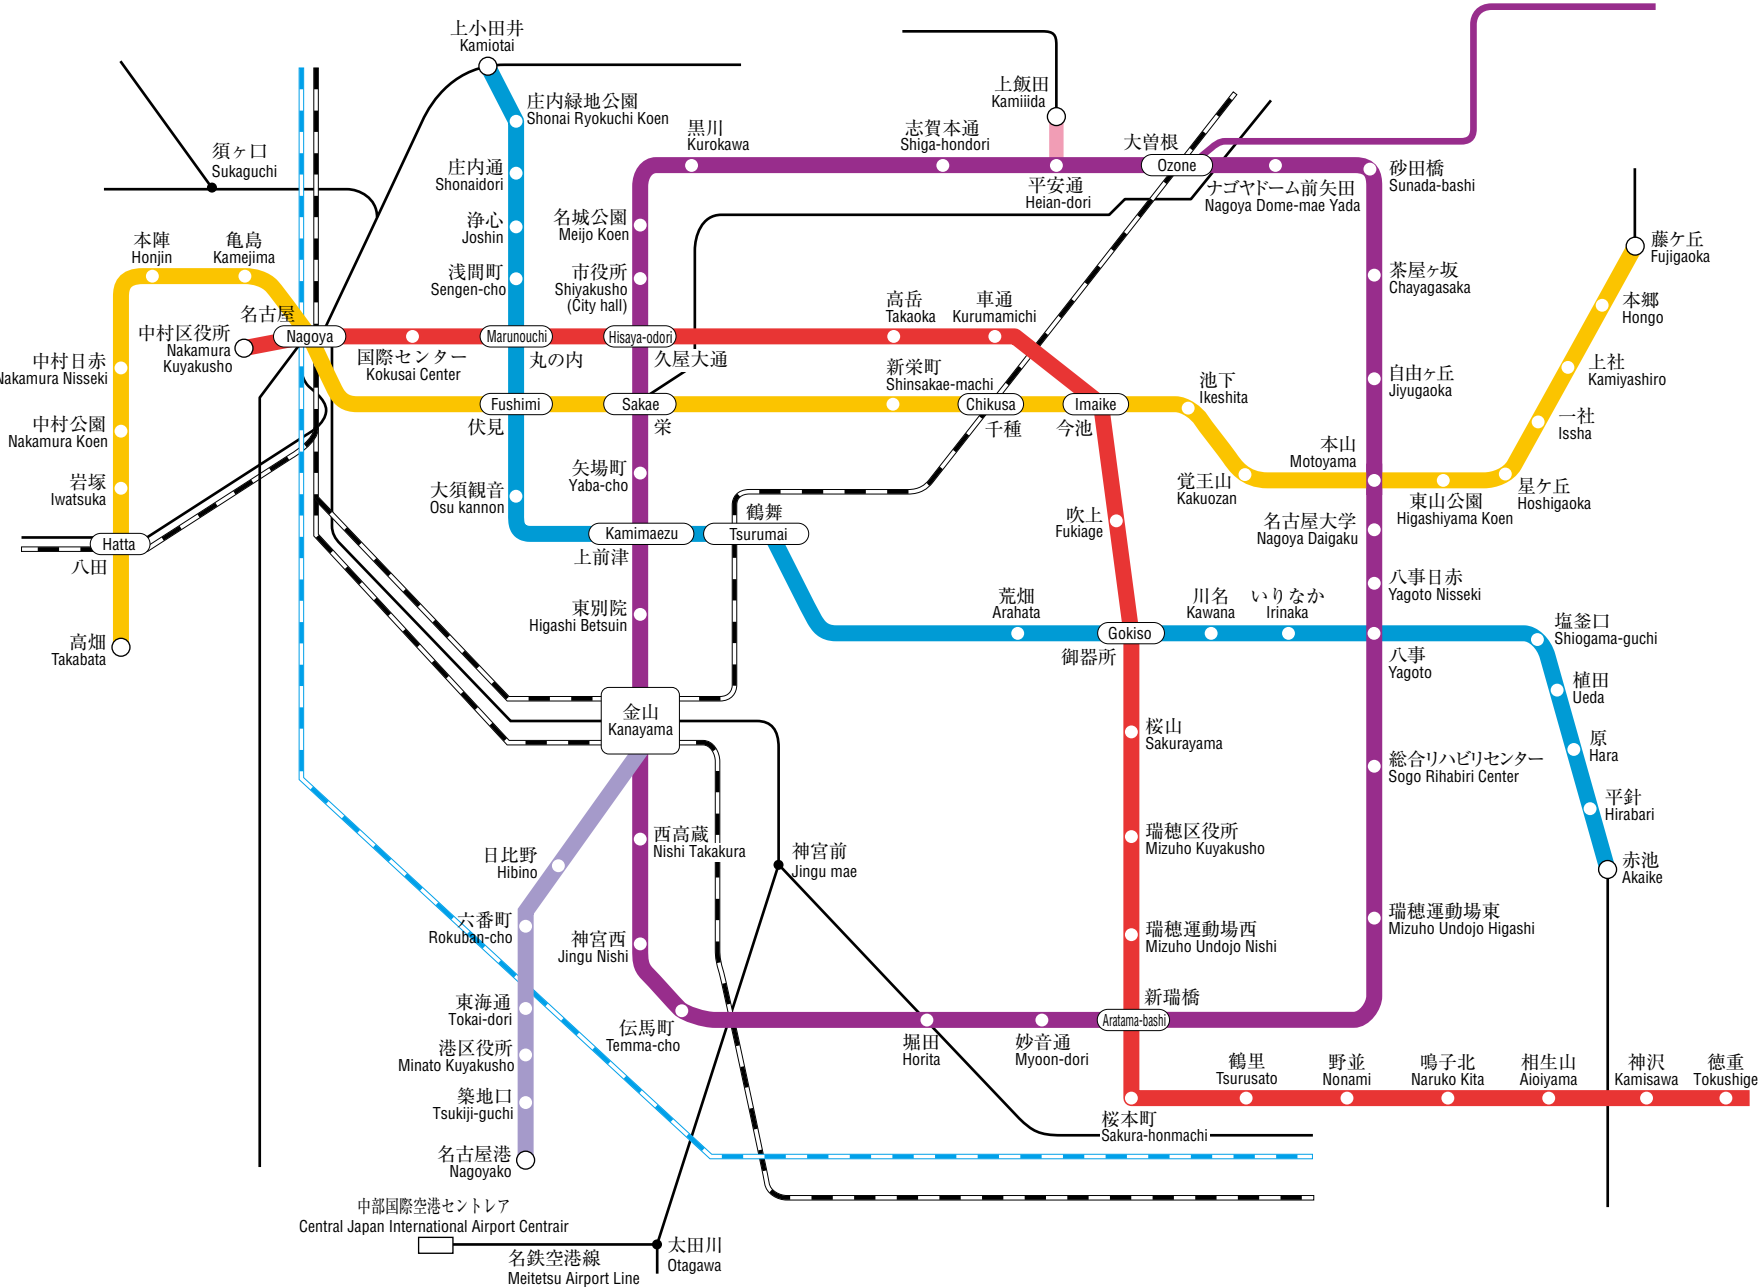 上小田井
Kamiotai
庄内緑地公園
Shonai Ryokuchi Koen
庄内通
Shonaidori
浄心
Joshin
浅間町
Sengen-cho
須ヶ口
Sukaguchi
本陣
Honjin
亀島
Kamejima
名古屋
Nagoya
中村区役所
Nakamura
Kuyakusho
中村日赤
Nakamura Nisseki
中村公園
Nakamura Koen
岩塚
Iwatsuka
Hatta
八田
高畑
Takabata
国際センター
Kokusai Center
Marunouchi
丸の内
Fushimi
伏見
大須観音
Osu kannon
黒川
Kurokawa
名城公園
Meijo Koen
市役所
Shiyakusho
(City hall)
Hisaya-odori
久屋大通
Sakae
栄
矢場町
Yaba-cho
Kamimaezu
上前津
鶴舞
Tsurumai
東別院
Higashi Betsuin
金山
Kanayama
志賀本通
Shiga-hondori
上飯田
Kamiiida
平安通
Heian-dori
大曽根
Ozone
ナゴヤドーム前矢田
Nagoya Dome-mae Yada
砂田橋
Sunada-bashi
茶屋ヶ坂
Chayagasaka
自由ヶ丘
Jiyugaoka
高岳
Takaoka
車通
Kurumamichi
新栄町
Shinsakae-machi
Chikusa
千種
Imaike
今池
池下
Ikeshita
覚王山
Kakuozan
本山
Motoyama
東山公園
Higashiyama Koen
星ケ丘
Hoshigaoka
一社
Issha
上社
Kamiyashiro
本郷
Hongo
藤ケ丘
Fujigaoka
名古屋大学
Nagoya Daigaku
八事日赤
Yagoto Nisseki
八事
Yagoto
吹上
Fukiage
荒畑
Arahata
Gokiso
御器所
川名
Kawana
いりなか
Irinaka
塩釜口
Shiogama-guchi
植田
Ueda
原
Hara
平針
Hirabari
赤池
Akaike
桜山
Sakurayama
瑞穂区役所
Mizuho Kuyakusho
瑞穂運動場西
Mizuho Undojo Nishi
総合リハビリセンター
Sogo Rihabiri Center
瑞穂運動場東
Mizuho Undojo Higashi
新瑞橋
Aratama-bashi
西高蔵
Nishi Takakura
神宮前
Jingu mae
日比野
Hibino
六番町
Rokuban-cho
東海通
Tokai-dori
港区役所
Minato Kuyakusho
築地口
Tsukiji-guchi
名古屋港
Nagoyako
神宮西
Jingu Nishi
伝馬町
Temma-cho
堀田
Horita
妙音通
Myoon-dori
桜本町
Sakura-honmachi
鶴里
Tsurusato
野並
Nonami
鳴子北
Naruko Kita
相生山
Aioiyama
神沢
Kamisawa
徳重
Tokushige
中部国際空港セントレア
Central Japan International Airport Centrair
名鉄空港線
Meitetsu Airport Line
太田川
Otagawa